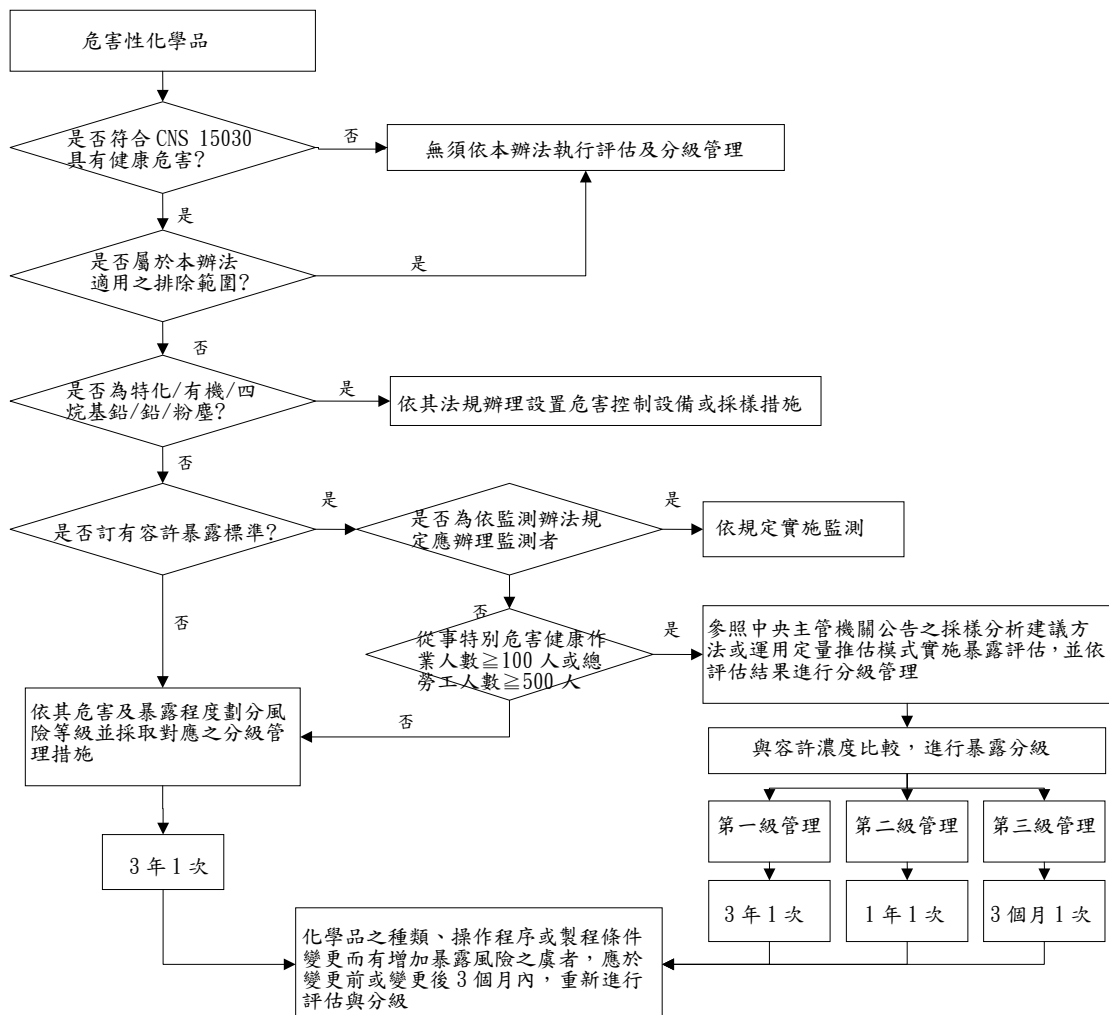 危害性化學品
是否符合 CNS 15030
具有健康危害?
否
無須依本辦法執行評估及分級管理
是
是否屬於本辦法
適用之排除範圍?
是
否
是否為特化/有機/四
烷基鉛/鉛/粉塵?
是
依其法規辦理設置危害控制設備或採樣措施
否
是否訂有容許暴露標準?
是
是否為依監測辦法規
定應辦理監測者
是
依規定實施監測
否
否
從事特別危害健康作
業人數≧100 人或總
勞工人數≧500 人
是
參照中央主管機關公告之採樣分析建議方
法或運用定量推估模式實施暴露評估,並依
評估結果進行分級管理
否
依其危害及暴露程度劃分風
險等級並採取對應之分級管
理措施
與容許濃度比較,進行暴露分級
第一級管理
第二級管理
第三級管理
3 年 1 次
3 年 1 次
1 年 1 次
3 個月 1 次
化學品之種類、操作程序或製程條件
變更而有增加暴露風險之虞者,應於
變更前或變更後 3 個月內,重新進行
評估與分級